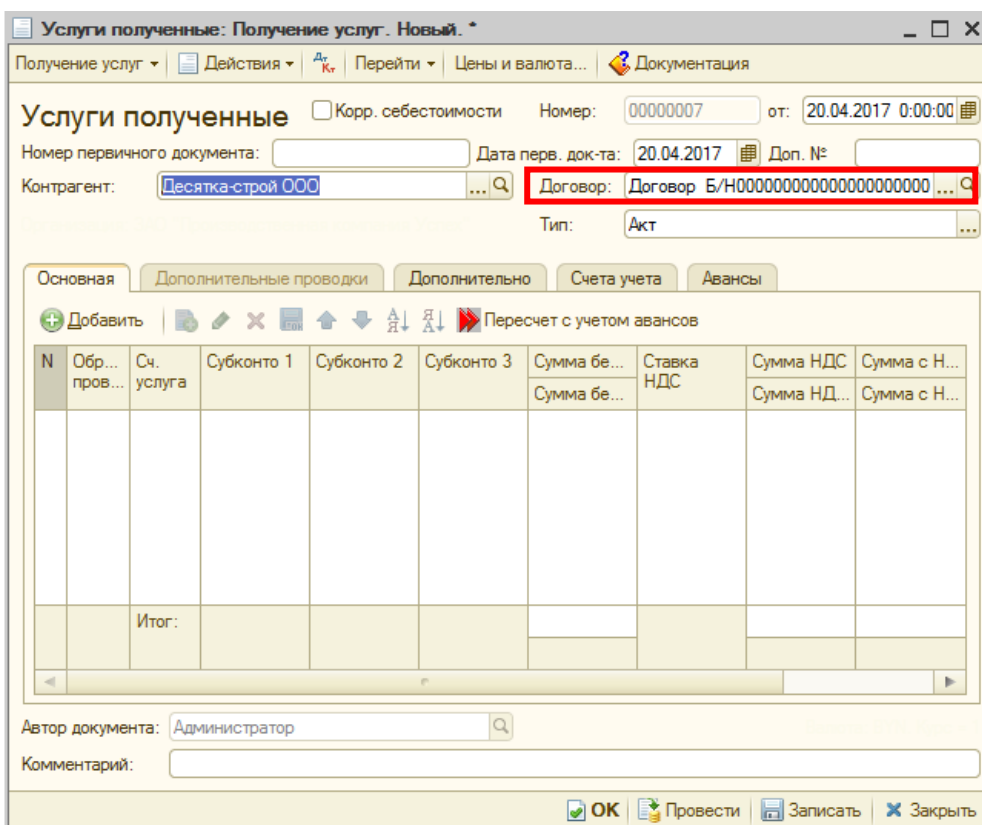 Услуги полученные: Получение услуг. Новый. *
Получение услуг Действия Дт Кт Перейти Цены и валюта... Документация
Услуги полученные Корр. себестоимости Номер: 00000007 от: 20.04.2017 0:00:00
Номер первичного документа: Дата перв. док-та: 20.04.2017 Доп. №
Контрагент: Десятка-строй ООО ... Договор: Договор Б/Н000000000000000000000 ...
Тип: Акт ...
Основная Дополнительные проводки Дополнительно Счета учета Авансы
Добавить Пересчет с учетом авансов
N Обр... пров... Сч. услуга Субконто 1 Субконто 2 Субконто 3 Сумма бе... Ставка НДС Сумма НДС Сумма с Н...
Сумма бе... Сумма НД... Сумма с Н...
Итог:
Автор документа: Администратор
Комментарий:
OK Провести Записать Закрыть